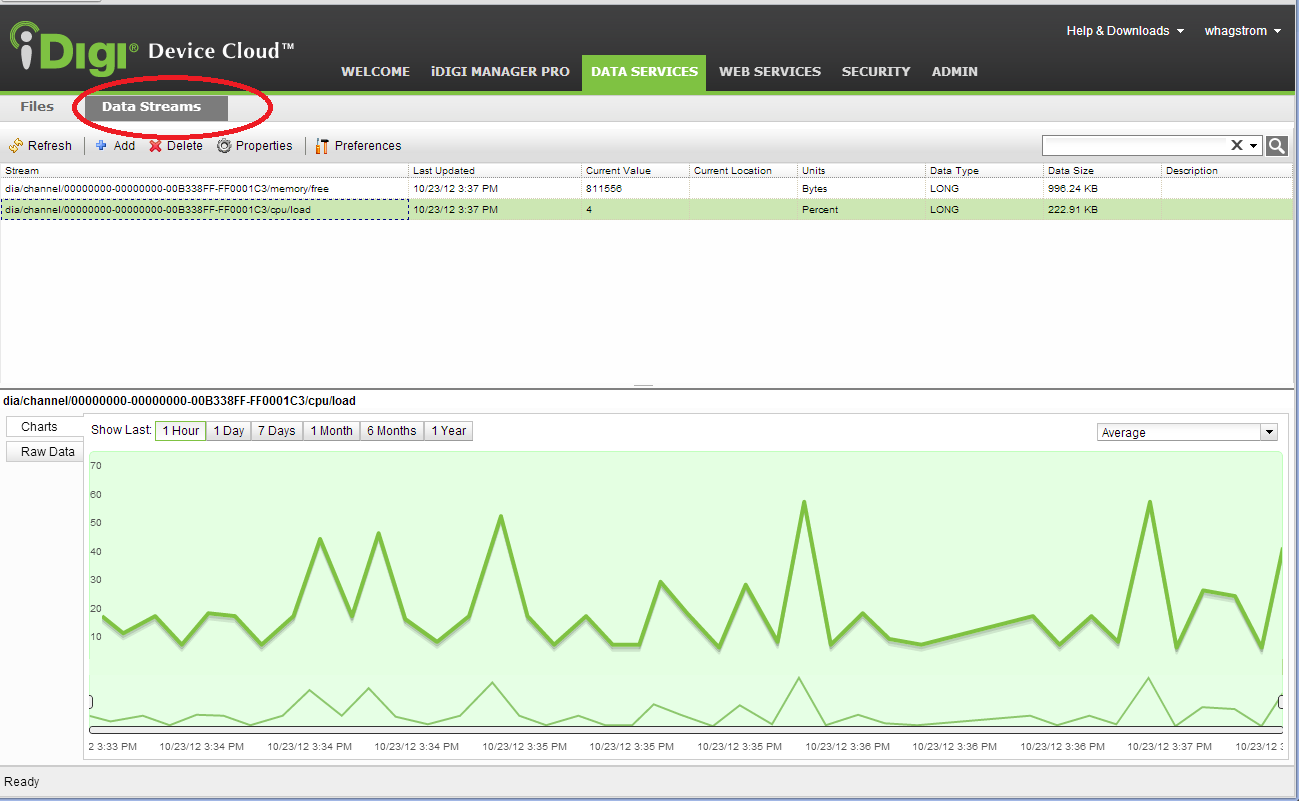 iDigi® Device Cloud™
Help & Downloads whagstrom
WELCOME iDIGI MANAGER PRO DATA SERVICES WEB SERVICES SECURITY ADMIN
Files Data Streams
Refresh Add Delete Properties Preferences X
Stream Last Updated Current Value Current Location Units Data Type Data Size Description
dia/channel/00000000-00000000-00B338FF-FF0001C3/memory/free 10/23/12 3:37 PM 811556 Bytes LONG 996.24 KB
dia/channel/00000000-00000000-00B338FF-FF0001C3/cpu/load 10/23/12 3:37 PM 4 Percent LONG 222.91 KB
dia/channel/00000000-00000000-00B338FF-FF0001C3/cpu/load
Charts
Raw Data
Show Last: 1 Hour 1 Day 7 Days 1 Month 6 Months 1 Year Average
70
60
50
40
30
20
10
2 3:33 PM 10/23/12 3:34 PM 10/23/12 3:34 PM 10/23/12 3:34 PM 10/23/12 3:35 PM 10/23/12 3:35 PM 10/23/12 3:35 PM 10/23/12 3:36 PM 10/23/12 3:36 PM 10/23/12 3:36 PM 10/23/12 3:37 PM 10/23/12
Ready